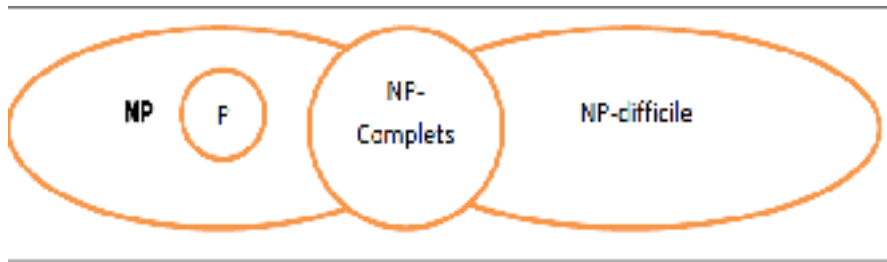 NP
P
NP-
Complets
NP-difficile